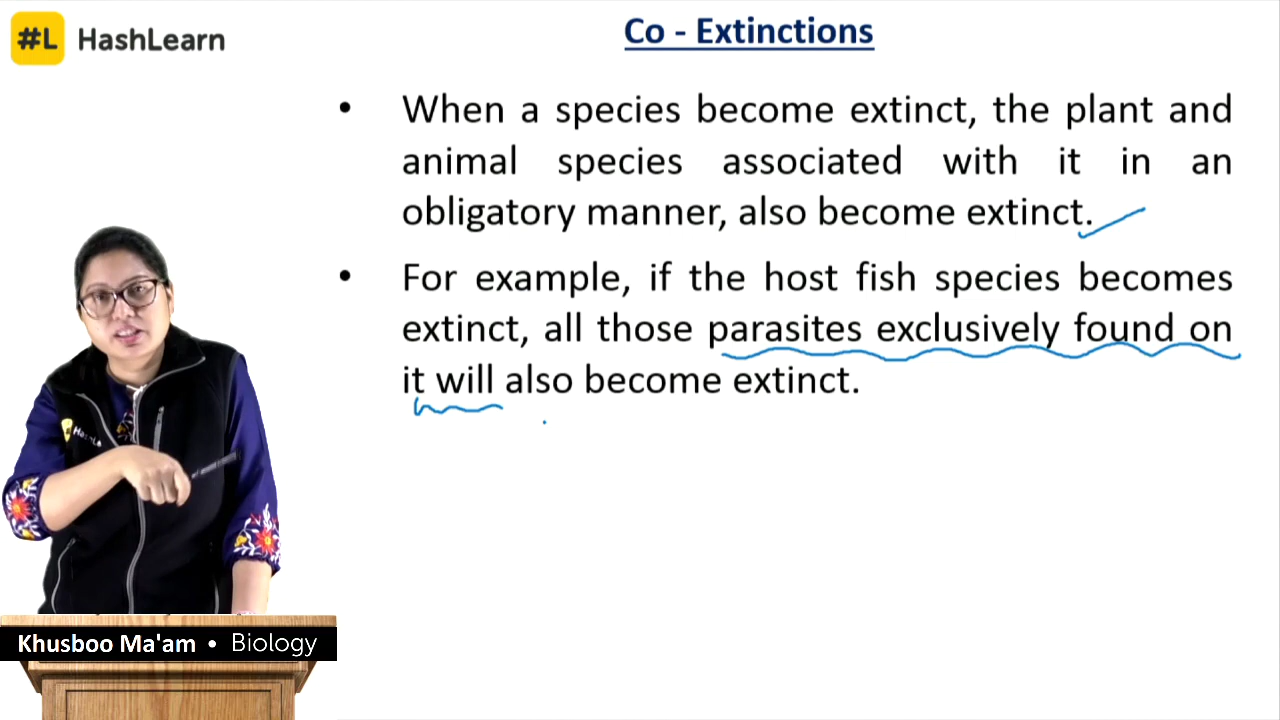 #L HashLearn
Co - Extinctions
• When a species become extinct, the plant and
animal species associated with it in an
obligatory manner, also become extinct.
• For example, if the host fish species becomes
extinct, all those parasites exclusively found on
it will also become extinct.
HashLe
Khusboo Ma'am • Biology